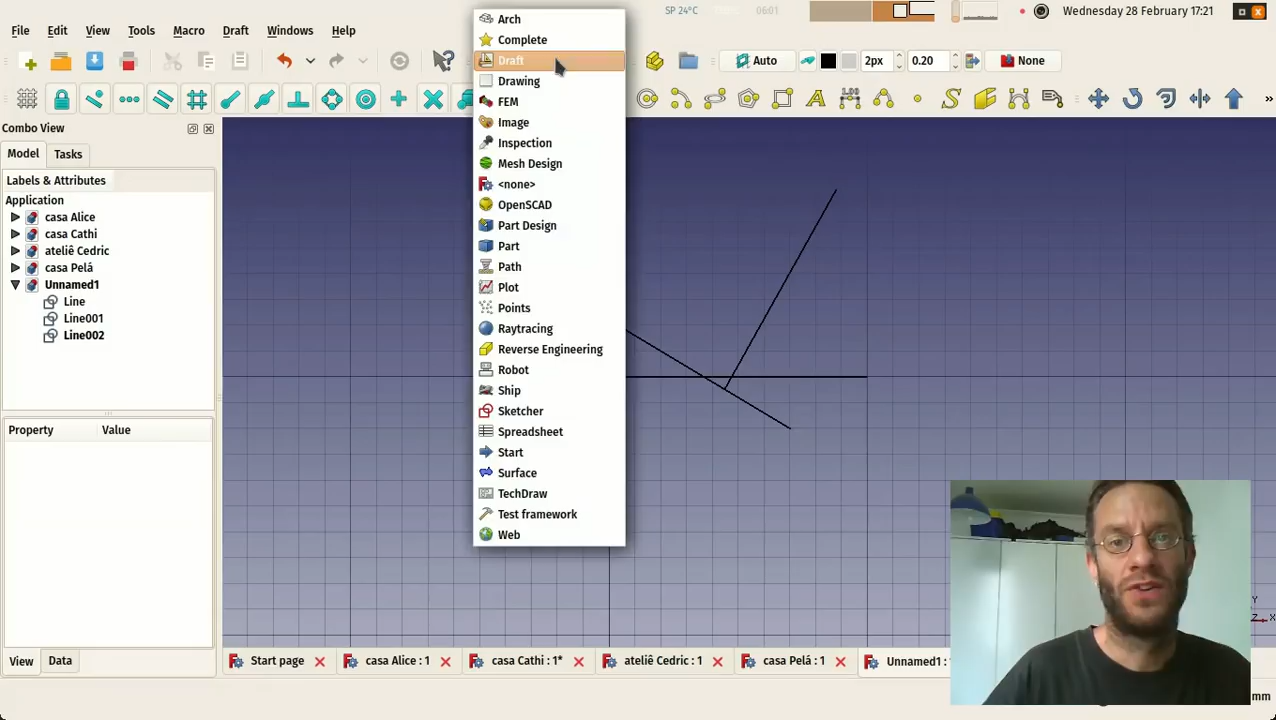 SP 24°C
06:01
Wednesday 28 February 17:21
File Edit View Tools Macro Draft Windows Help
Auto
2px
0.20
None
»
Combo View
Model Tasks
Labels & Attributes
Application
casa Alice
casa Cathi
ateliê Cedric
casa Pelá
Unnamed1
Line
Line001
Line002
Property Value
View Data
Arch
Complete
Draft
Drawing
FEM
Image
Inspection
Mesh Design
<none>
OpenSCAD
Part Design
Part
Path
Plot
Points
Raytracing
Reverse Engineering
Robot
Ship
Sketcher
Spreadsheet
Start
Surface
TechDraw
Test framework
Web
Start page casa Alice : 1 casa Cathi : 1* ateliê Cedric : 1 casa Pelá : 1 Unnamed1 :
Y
Z X
mm